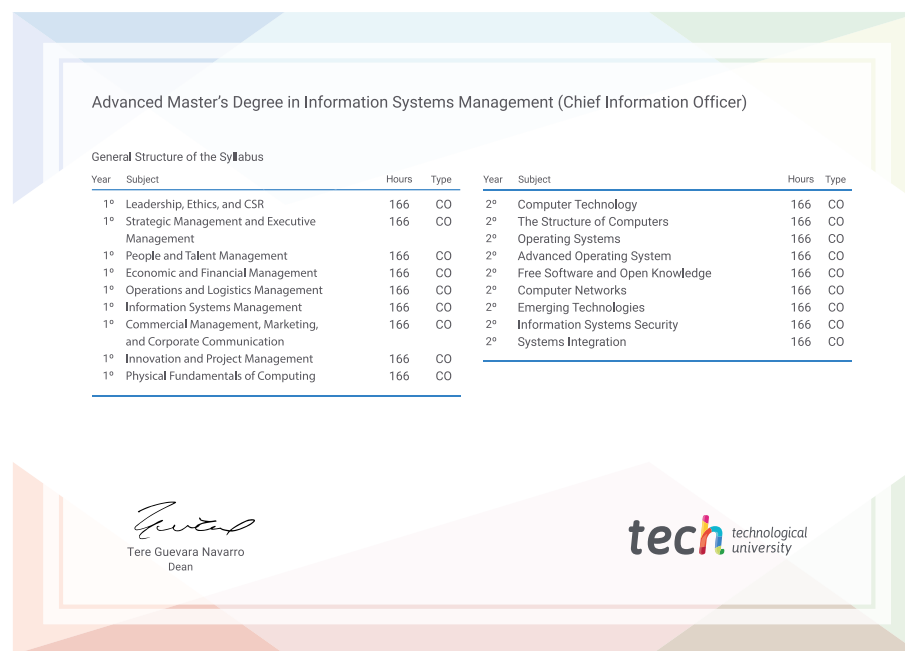 Advanced Master's Degree in Information Systems Management (Chief Information Officer)
General Structure of the Syllabus
Year Subject Hours Type
1º Leadership, Ethics, and CSR 166 CO
1º Strategic Management and Executive 166 CO
Management
1º People and Talent Management 166 CO
1º Economic and Financial Management 166 CO
1º Operations and Logistics Management 166 CO
1º Information Systems Management 166 CO
1º Commercial Management, Marketing, 166 CO
and Corporate Communication
1º Innovation and Project Management 166 CO
1º Physical Fundamentals of Computing 166 CO
Year Subject Hours Type
2º Computer Technology 166 CO
2º The Structure of Computers 166 CO
2º Operating Systems 166 CO
2º Advanced Operating System 166 CO
2º Free Software and Open Knowledge 166 CO
2º Computer Networks 166 CO
2º Emerging Technologies 166 CO
2º Information Systems Security 166 CO
2º Systems Integration 166 CO
Tere Guevara Navarro
Dean
tech technological
university